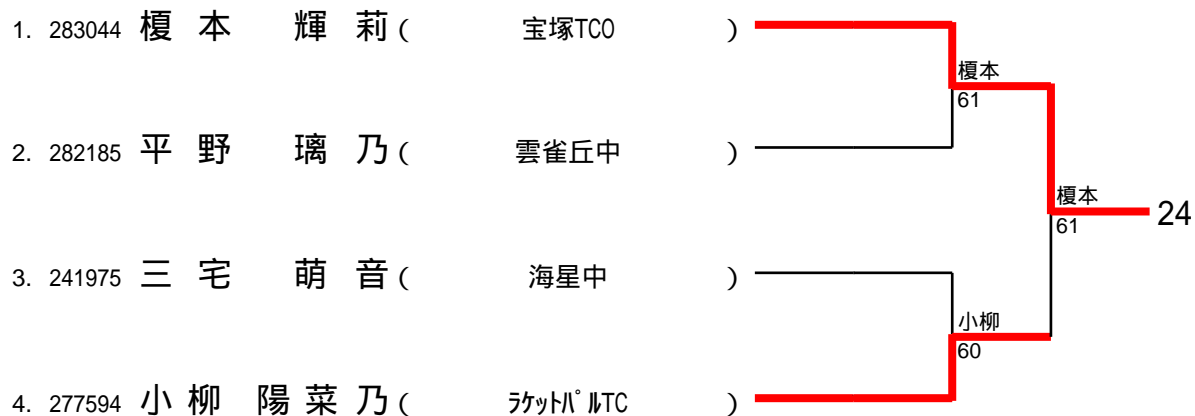 1. 283044 榎 本 輝 莉 ( 宝塚TCO )
榎本
61
2. 282185 平 野 璃 乃 ( 雲雀丘中 )
榎本
61
24
3. 241975 三 宅 萌 音 ( 海星中 )
小柳
60
4. 277594 小 柳 陽 菜 乃 ( ﾗｹｯﾄﾊﾟﾙTC )